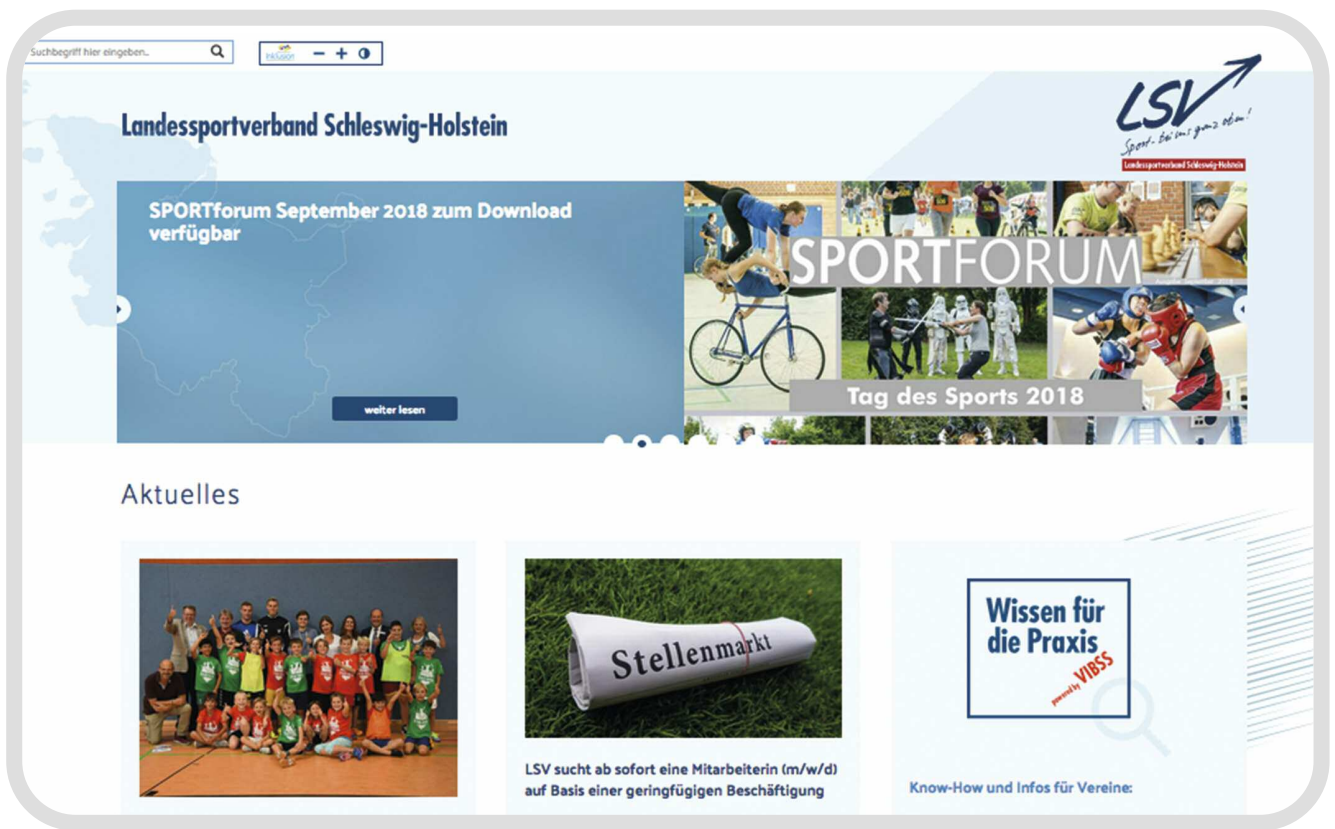 Suchbegriff hier eingeben..
Inklusion
Landessportverband Schleswig-Holstein
LSV
Sport - bei uns ganz oben!
Landessportverband Schleswig-Holstein
SPORTforum September 2018 zum Download
verfügbar
weiter lesen
SPORTFORUM
Tag des Sports 2018
Aktuelles
Stellenmarkt
LSV sucht ab sofort eine Mitarbeiterin (m/w/d)
auf Basis einer geringfügigen Beschäftigung
Wissen für
die Praxis
powered by VIBSS
Know-How und Infos für Vereine: